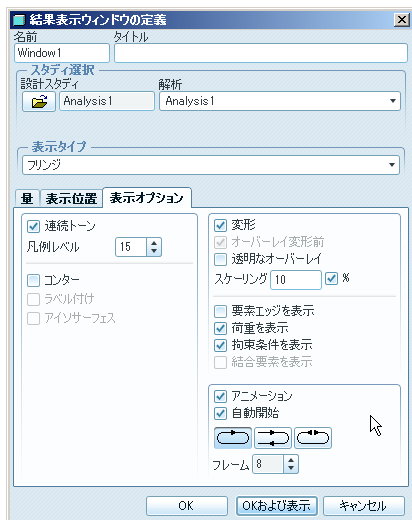 結果表示ウィンドウの定義
名前 タイトル
Window1
スタディ選択
設計スタディ 解析
Analysis1 Analysis1
表示タイプ
フリンジ
量 表示位置 表示オプション
連続トーン
凡例レベル 15
コンター
ラベル付け
アイソサーフェス
変形
オーバーレイ変形前
透明なオーバーレイ
スケーリング 10 %
要素エッジを表示
荷重を表示
拘束条件を表示
結合要素を表示
アニメーション
自動開始
フレーム 8
OK OKおよび表示 キャンセル